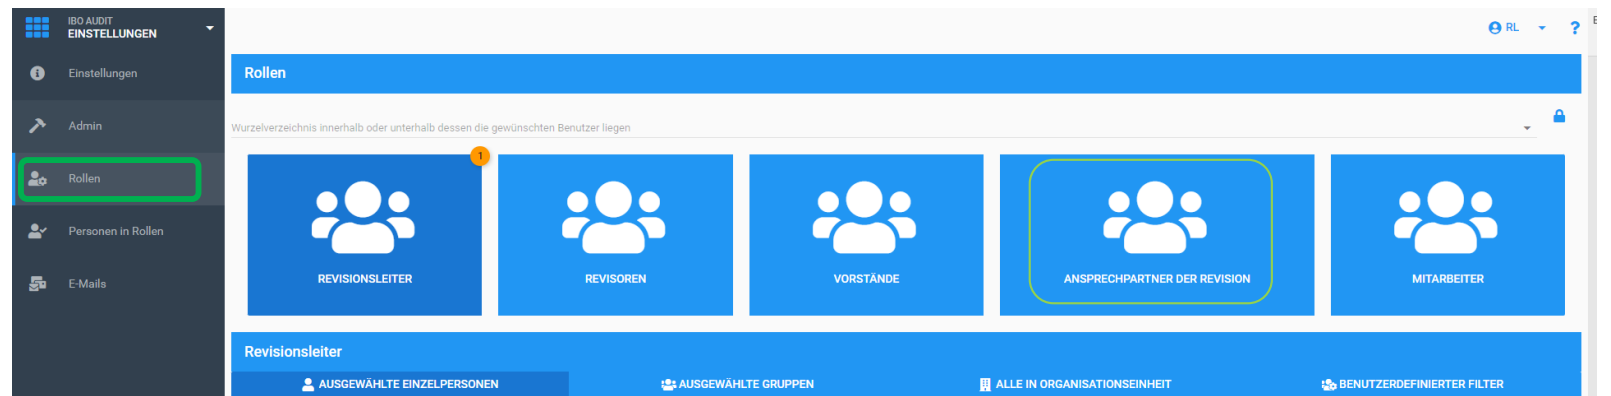 IBO AUDIT
EINSTELLUNGEN
RL
?
Einstellungen
Admin
Rollen
Personen in Rollen
E-Mails
Rollen
Wurzelverzeichnis innerhalb oder unterhalb dessen die gewünschten Benutzer liegen
1
REVISIONSLEITER
REVISOREN
VORSTÄNDE
ANSPRECHPARTNER DER REVISION
MITARBEITER
Revisionsleiter
AUSGEWÄHLTE EINZELPERSONEN
AUSGEWÄHLTE GRUPPEN
ALLE IN ORGANISATIONSEINHEIT
BENUTZERDEFINIERTER FILTER